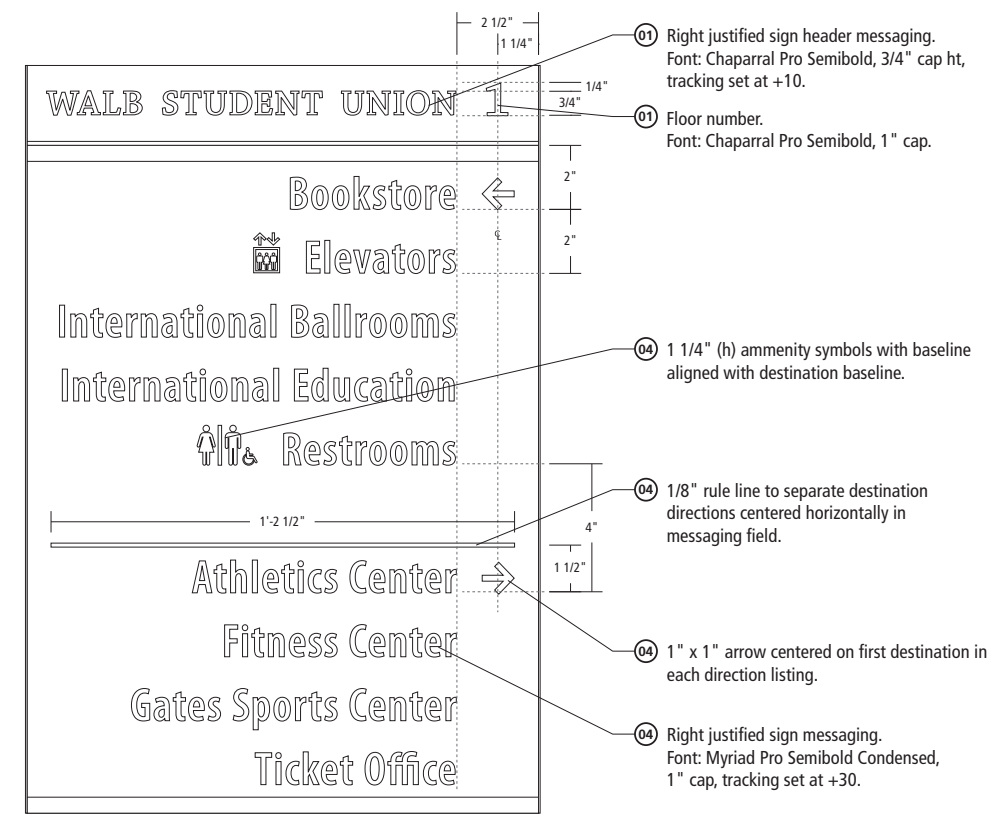 2 1/2"
1 1/4"
01 Right justified sign header messaging.
Font: Chaparral Pro Semibold, 3/4" cap ht,
tracking set at +10.
WALB STUDENT UNION 1
1/4"
3/4"
01 Floor number.
Font: Chaparral Pro Semibold, 1" cap.
Bookstore
2"
℄
2"
Elevators
International Ballrooms
04 1 1/4" (h) ammenity symbols with baseline
aligned with destination baseline.
International Education
Restrooms
04 1/8" rule line to separate destination
directions centered horizontally in
messaging field.
1'-2 1/2"
4"
1 1/2"
Athletics Center
Fitness Center
04 1" x 1" arrow centered on first destination in
each direction listing.
Gates Sports Center
04 Right justified sign messaging.
Font: Myriad Pro Semibold Condensed,
1" cap, tracking set at +30.
Ticket Office